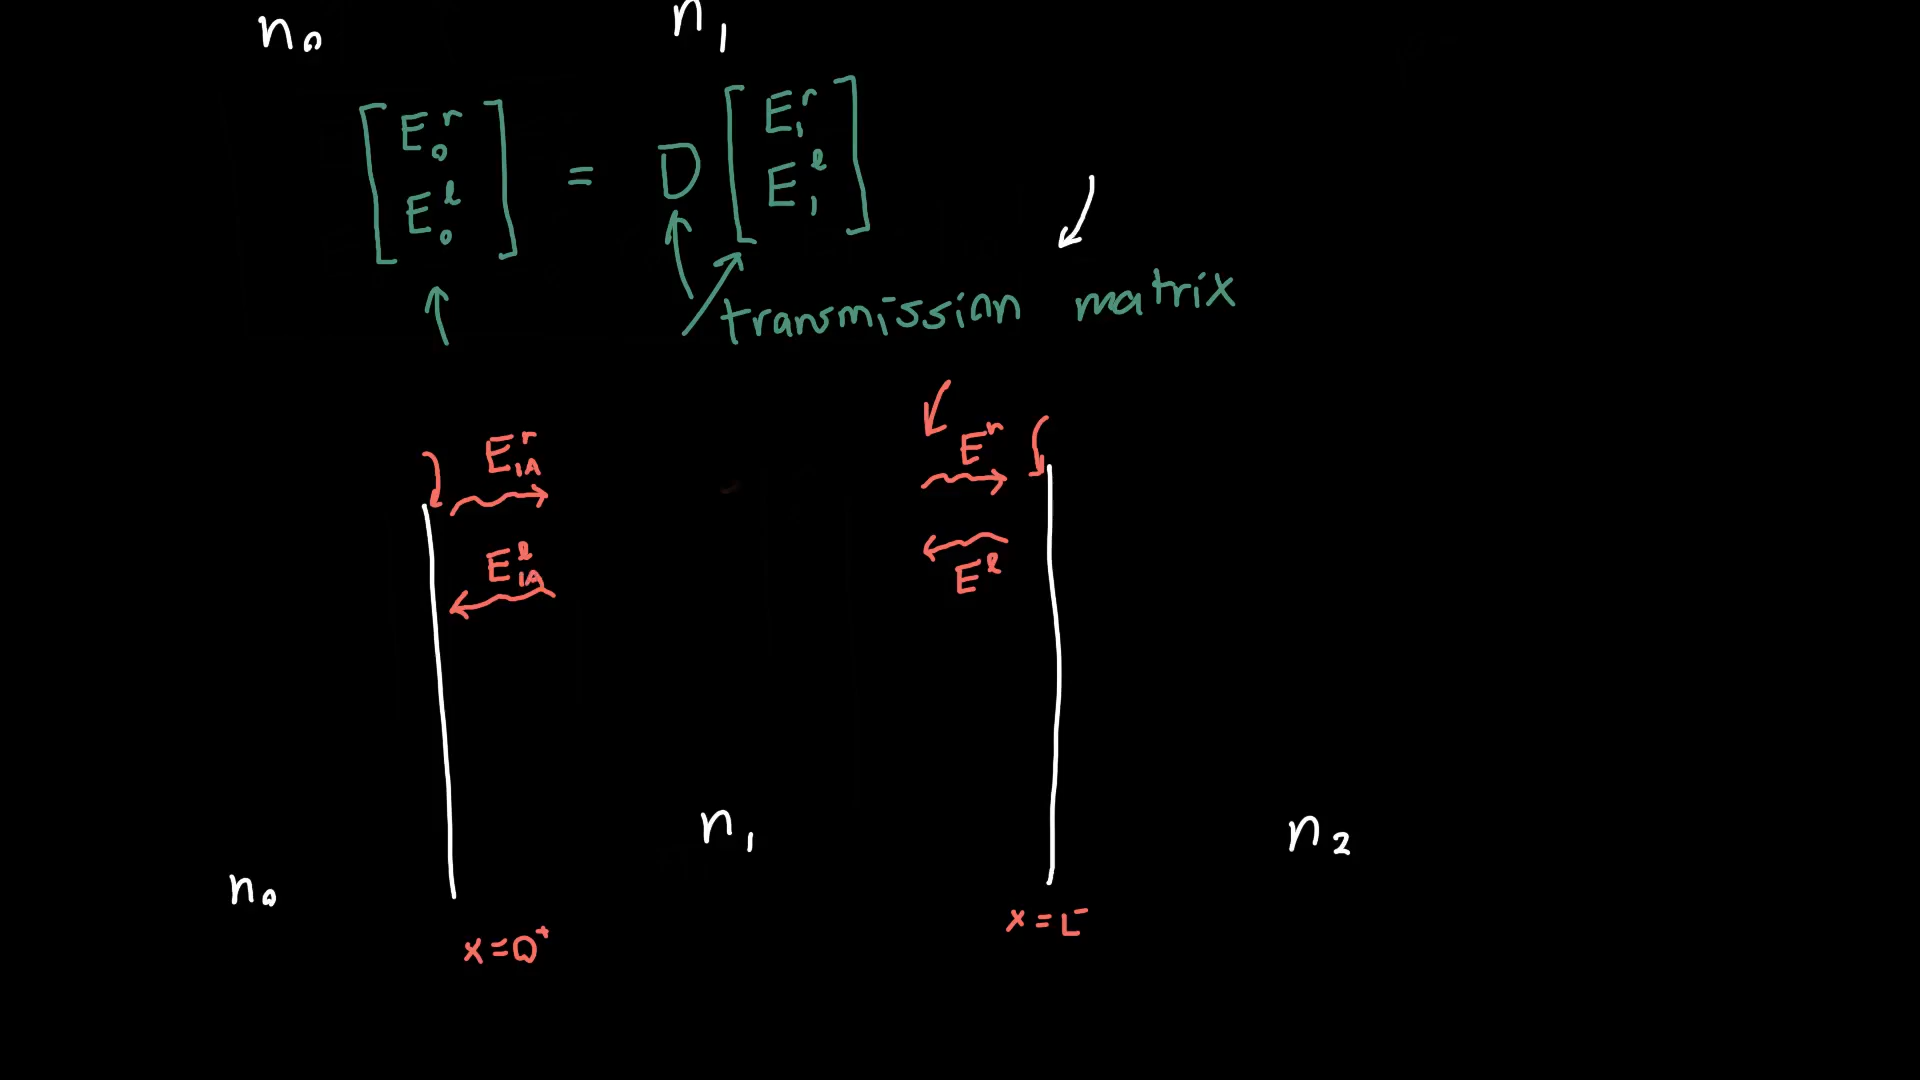 n₀ n₁
[E₀ʳ E₀ˡ] = D [E₁ʳ E₁ˡ]
transmission matrix
E₁ₐʳ Eʳ
E₁ₐˡ Eˡ
n₁ n₂
n₀
x=0⁺ x=L⁻